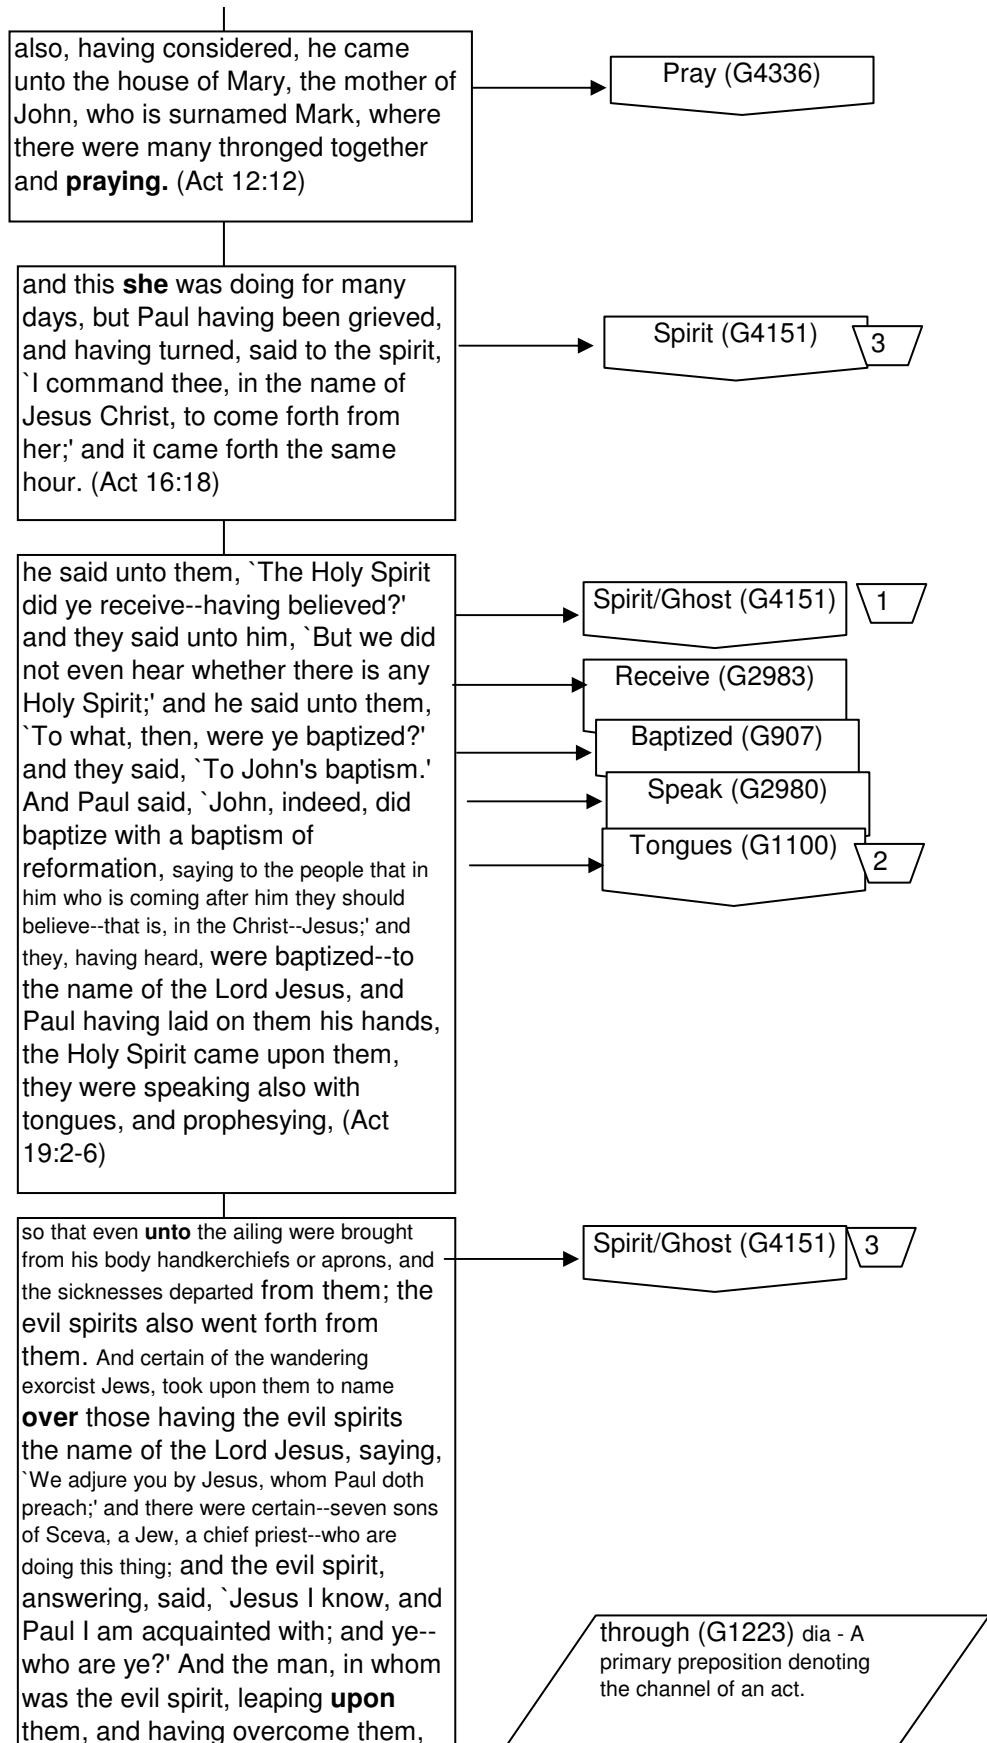 also, having considered, he came
unto the house of Mary, the mother of
John, who is surnamed Mark, where
there were many thronged together
and praying. (Act 12:12)
Pray (G4336)
and this she was doing for many
days, but Paul having been grieved,
and having turned, said to the spirit,
`I command thee, in the name of
Jesus Christ, to come forth from
her;' and it came forth the same
hour. (Act 16:18)
Spirit (G4151)
3
he said unto them, `The Holy Spirit
did ye receive--having believed?'
and they said unto him, `But we did
not even hear whether there is any
Holy Spirit;' and he said unto them,
`To what, then, were ye baptized?'
and they said, `To John's baptism.'
And Paul said, `John, indeed, did
baptize with a baptism of
reformation, saying to the people that in
him who is coming after him they should
believe--that is, in the Christ--Jesus;' and
they, having heard, were baptized--to
the name of the Lord Jesus, and
Paul having laid on them his hands,
the Holy Spirit came upon them,
they were speaking also with
tongues, and prophesying, (Act
19:2-6)
Spirit/Ghost (G4151)
1
Receive (G2983)
Baptized (G907)
Speak (G2980)
Tongues (G1100)
2
so that even unto the ailing were brought
from his body handkerchiefs or aprons, and
the sicknesses departed from them; the
evil spirits also went forth from
them. And certain of the wandering
exorcist Jews, took upon them to name
over those having the evil spirits
the name of the Lord Jesus, saying,
`We adjure you by Jesus, whom Paul doth
preach;' and there were certain--seven sons
of Sceva, a Jew, a chief priest--who are
doing this thing; and the evil spirit,
answering, said, `Jesus I know, and
Paul I am acquainted with; and ye--
who are ye?' And the man, in whom
was the evil spirit, leaping upon
them, and having overcome them,
Spirit/Ghost (G4151)
3
through (G1223) dia - A
primary preposition denoting
the channel of an act.